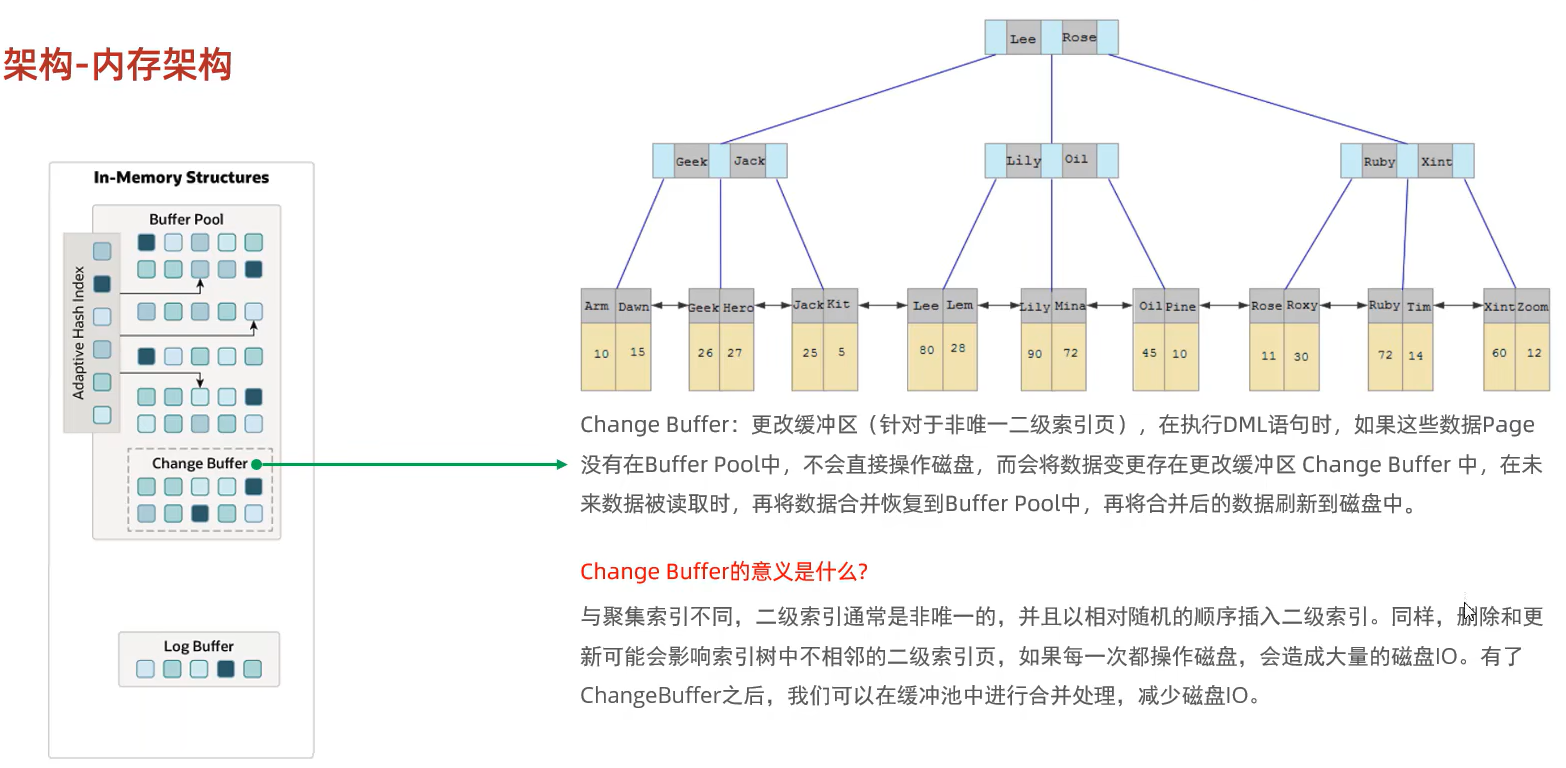 架构-内存架构
In-Memory Structures
Buffer Pool
Adaptive Hash Index
Change Buffer
Log Buffer
Lee Rose
Geek Jack
Lily Oil
Ruby Xint
Arm Dawn Geek Hero Jack Kit Lee Lem Lily Mina Oil Pine Rose Roxy Ruby Tim Xint Zoom
10 15 26 27 25 5 80 28 90 72 45 10 11 30 72 14 60 12
Change Buffer：更改缓冲区（针对于非唯一二级索引页），在执行DML语句时，如果这些数据Page
没有在Buffer Pool中，不会直接操作磁盘，而会将数据变更存在更改缓冲区 Change Buffer 中，在未
来数据被读取时，再将数据合并恢复到Buffer Pool中，再将合并后的数据刷新到磁盘中。
Change Buffer的意义是什么?
与聚集索引不同，二级索引通常是非唯一的，并且以相对随机的顺序插入二级索引。同样，删除和更
新可能会影响索引树中不相邻的二级索引页，如果每一次都操作磁盘，会造成大量的磁盘IO。有了
ChangeBuffer之后，我们可以在缓冲池中进行合并处理，减少磁盘IO。